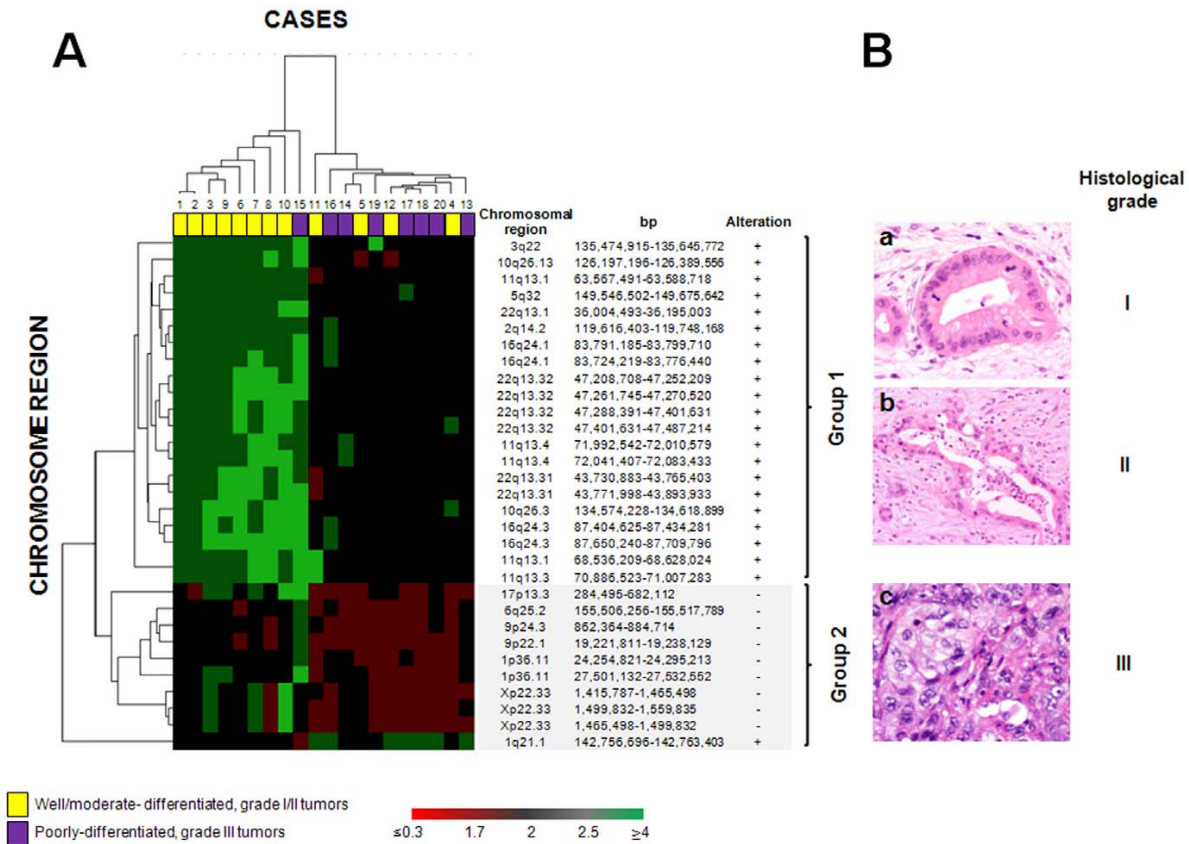 A
B
CASES
CHROMOSOME REGION
1 2 3 9 6 7 8 10 15 11 16 14 5 19 12 17 18 20 4 13
Chromosomal region bp Alteration
3q22 135,474,915-135,645,772 +
10q26.13 126,197,196-126,389,556 +
11q13.1 63,567,491-63,588,718 +
5q32 149,546,502-149,675,642 +
22q13.1 36,004,493-36,195,003 +
2q14.2 119,616,403-119,748,168 +
16q24.1 83,791,185-83,799,710 +
16q24.1 83,724,219-83,776,440 +
22q13.32 47,208,708-47,252,209 +
22q13.32 47,261,745-47,270,520 +
22q13.32 47,288,391-47,401,631 +
22q13.32 47,401,631-47,487,214 +
11q13.4 71,992,542-72,010,579 +
11q13.4 72,041,407-72,083,433 +
22q13.31 43,730,883-43,765,403 +
22q13.31 43,771,998-43,893,933 +
10q26.3 134,574,228-134,618,899 +
16q24.3 87,404,625-87,434,281 +
16q24.3 87,650,240-87,709,796 +
11q13.1 68,536,209-68,628,024 +
11q13.3 70,886,523-71,007,283 +
17p13.3 284,495-682,112 -
6q25.2 155,506,256-155,517,789 -
9p24.3 862,364-884,714 -
9p22.1 19,221,811-19,238,129 -
1p36.11 24,254,821-24,295,213 -
1p36.11 27,501,132-27,532,552 -
Xp22.33 1,415,787-1,465,498 -
Xp22.33 1,499,832-1,559,835 -
Xp22.33 1,465,498-1,499,832 -
1q21.1 142,756,696-142,763,403 +
Group 1
Group 2
Histological
grade
a
I
b
II
c
III
Well/moderate- differentiated, grade I/II tumors
Poorly-differentiated, grade III tumors
≤0.3 1.7 2 2.5 ≥4